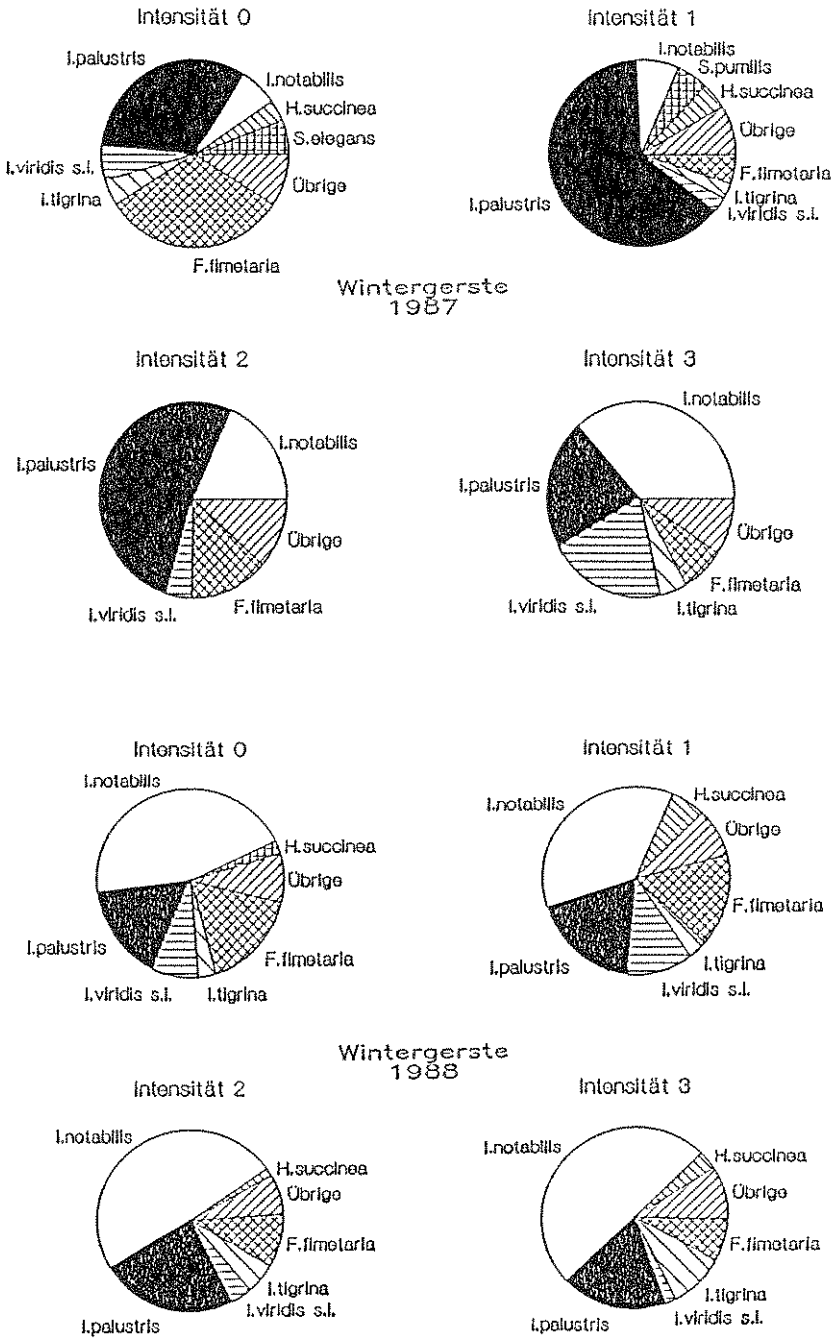 Intensität 0
I.palustris
I.notabilis
H.succinea
S.elegans
Übrige
F.fimetaria
I.tigrina
I.viridis s.l.
Intensität 1
I.notabilis
S.pumilis
H.succinea
Übrige
F.fimetaria
I.tigrina
I.viridis s.l.
I.palustris
Wintergerste
1987
Intensität 2
I.palustris
I.notabilis
Übrige
F.fimetaria
I.viridis s.l.
Intensität 3
I.notabilis
I.palustris
Übrige
F.fimetaria
I.tigrina
I.viridis s.l.
Intensität 0
I.notabilis
H.succinea
Übrige
F.fimetaria
I.tigrina
I.viridis s.l.
I.palustris
Intensität 1
I.notabilis
H.succinea
Übrige
F.fimetaria
I.tigrina
I.viridis s.l.
I.palustris
Wintergerste
1988
Intensität 2
I.notabilis
H.succinea
Übrige
F.fimetaria
I.tigrina
I.viridis s.l.
I.palustris
Intensität 3
I.notabilis
H.succinea
Übrige
F.fimetaria
I.tigrina
I.viridis s.l.
I.palustris